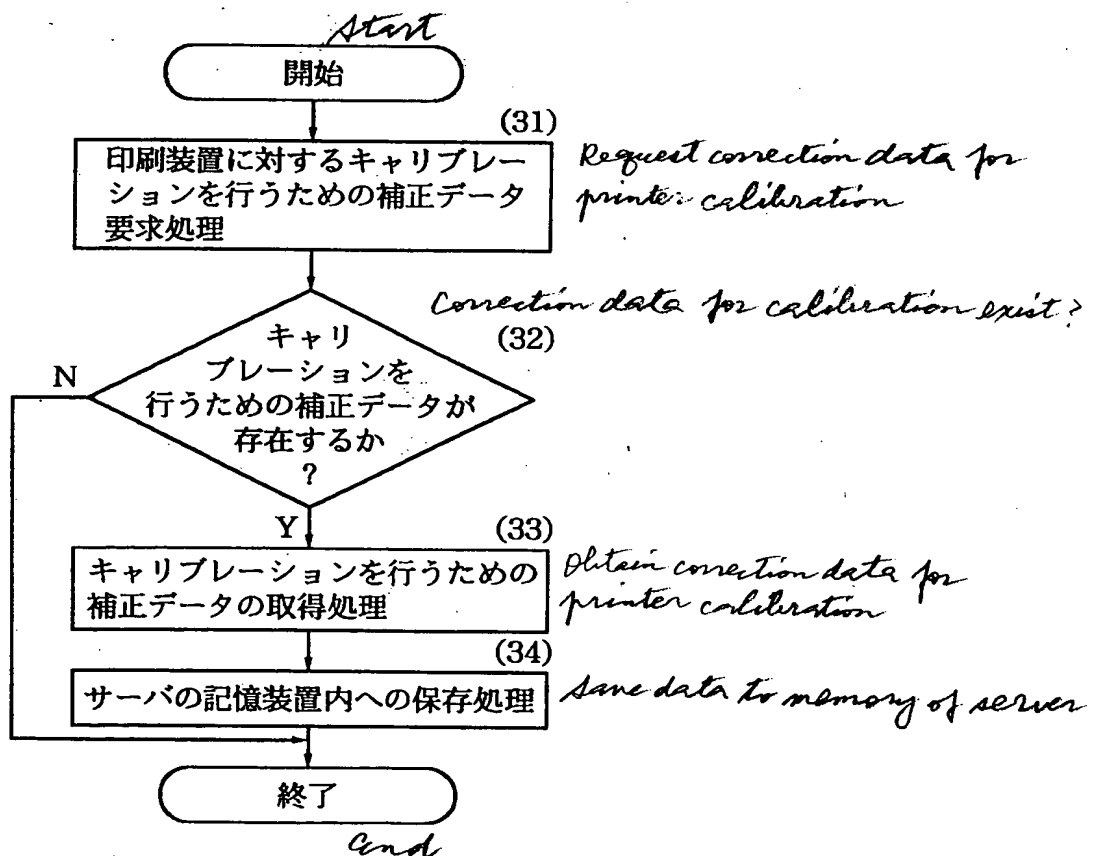 Start
開始
(31)
印刷装置に対するキャリブレー
ションを行うための補正データ
要求処理
Request correction data for
printer calibration
Correction data for calibration exist?
(32)
キャリ
ブレーションを
行うための補正データが
存在するか
?
N
Y
(33)
キャリブレーションを行うための
補正データの取得処理
Obtain correction data for
printer calibration
(34)
サーバの記憶装置内への保存処理
Save data to memory of server
終了
End